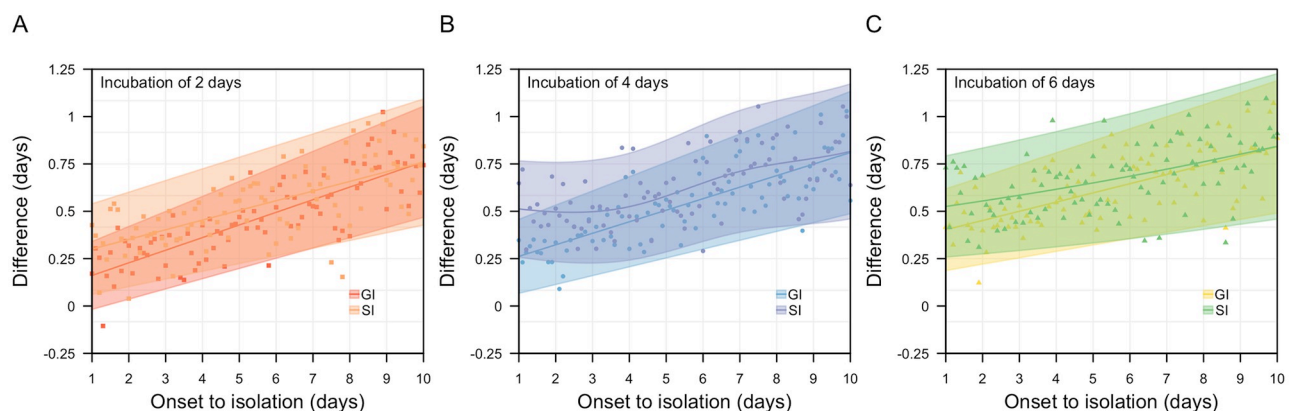 A
Incubation of 2 days
Difference (days)
1.25
1
0.75
0.5
0.25
0
-0.25
GI
SI
1 2 3 4 5 6 7 8 9 10
Onset to isolation (days)
B
Incubation of 4 days
Difference (days)
1.25
1
0.75
0.5
0.25
0
-0.25
GI
SI
1 2 3 4 5 6 7 8 9 10
Onset to isolation (days)
C
Incubation of 6 days
Difference (days)
1.25
1
0.75
0.5
0.25
0
-0.25
GI
SI
1 2 3 4 5 6 7 8 9 10
Onset to isolation (days)